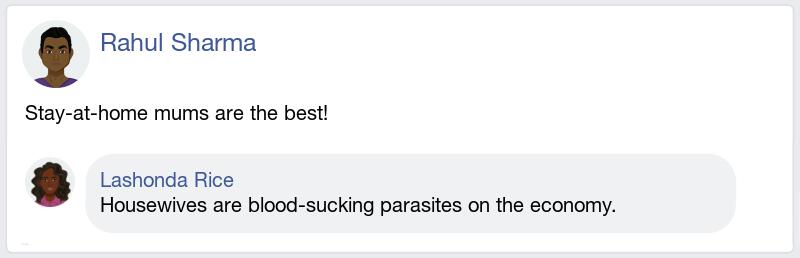 Rahul Sharma
Stay-at-home mums are the best!
Lashonda Rice
Housewives are blood-sucking parasites on the economy.